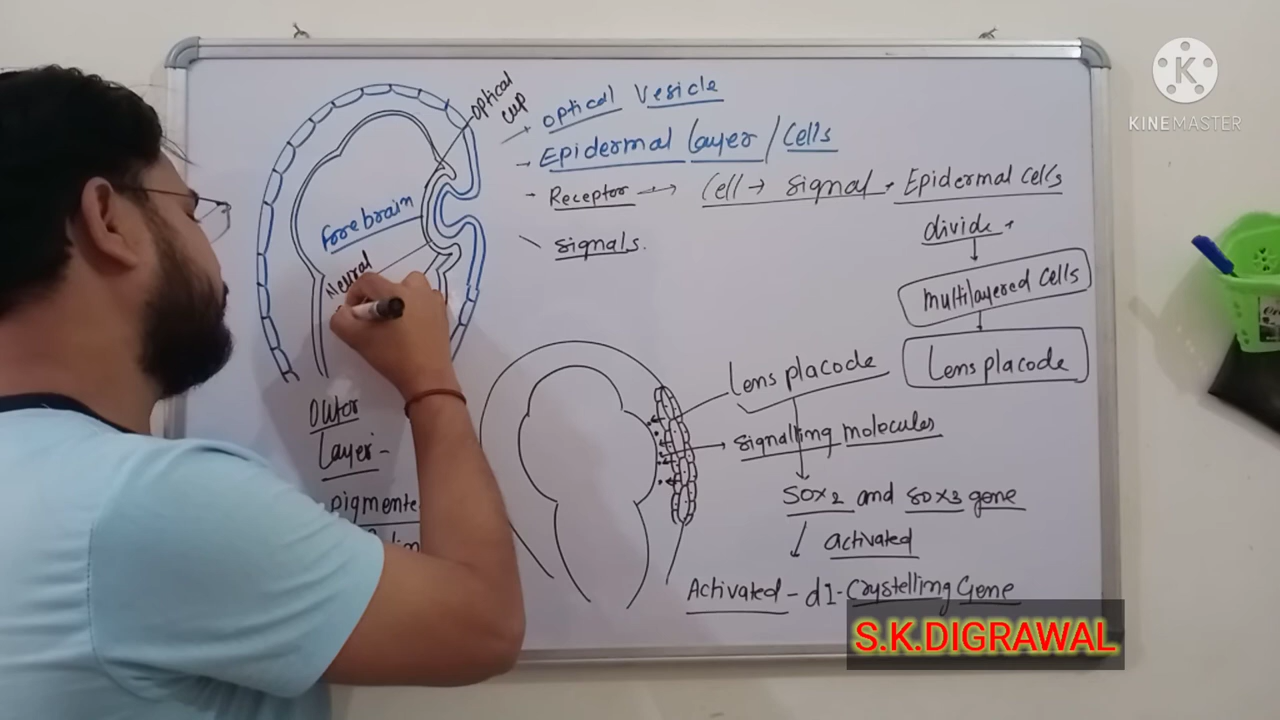 optical
cup
optical Vesicle
Epidermal layer / Cells
Receptor → Cell → signal → Epidermal cells
signals.
divide
multilayered cells
Lens placode
forebrain
Neural
Outor
Layer-
pigmente
Lens placode
signalling molecules
SOX2 and SOX3 gene
activated
Activated - d1-Crystelling Gene
K
KINEMASTER
S.K.DIGRAWAL